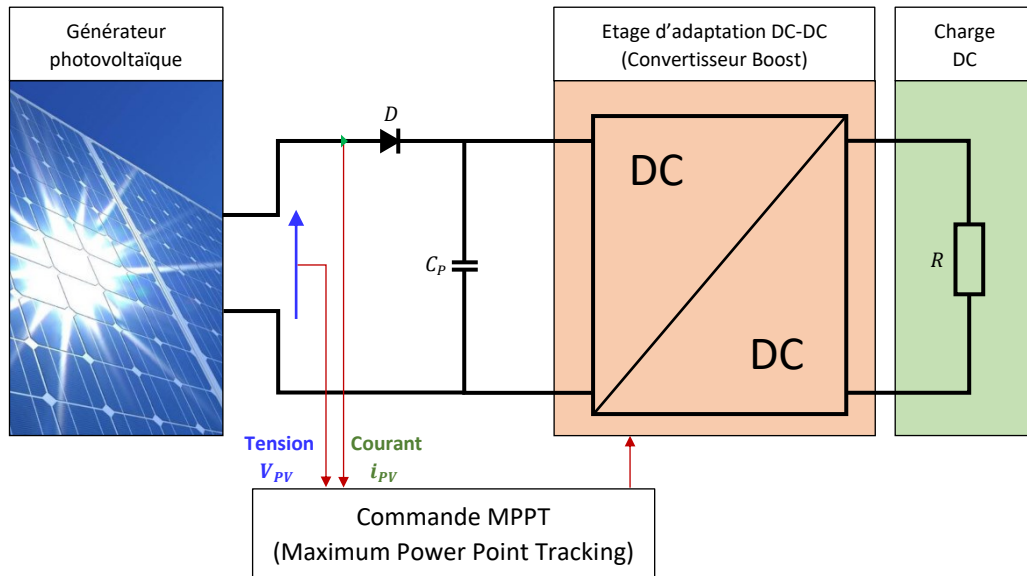 Générateur
photovoltaïque
Etage d'adaptation DC-DC
(Convertisseur Boost)
Charge
DC
D
C_P
DC
DC
R
Tension
V_PV
Courant
i_PV
Commande MPPT
(Maximum Power Point Tracking)